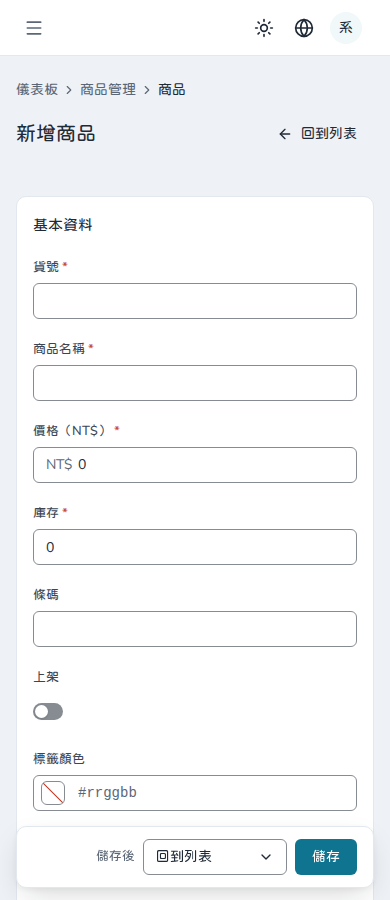 系
儀表板 > 商品管理 > 商品
新增商品
← 回到列表
基本資料
貨號 *
商品名稱 *
價格（NT$）*
NT$ 0
庫存 *
0
條碼
上架
標籤顏色
#rrggbb
儲存後 回到列表 儲存